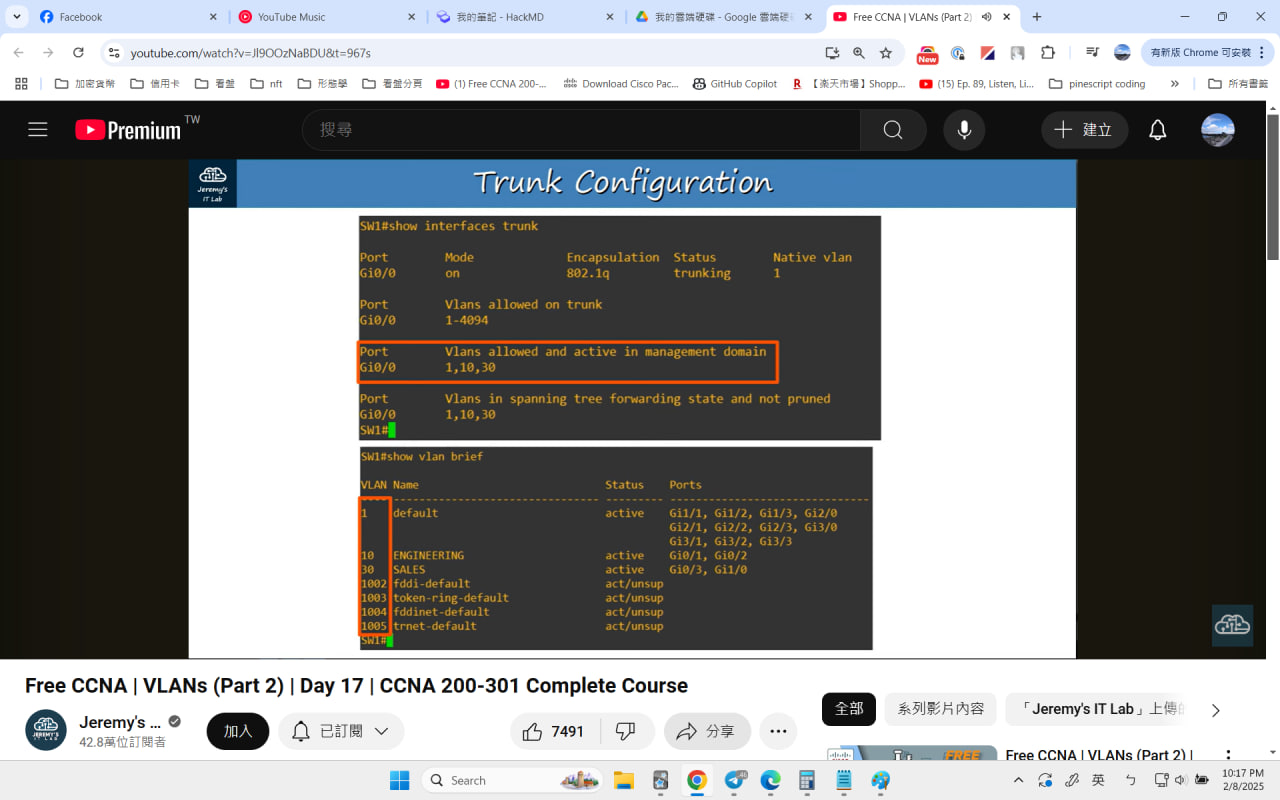 Facebook
YouTube Music
我的筆記 - HackMD
我的雲端硬碟 - Google 雲端硬碟
Free CCNA | VLANs (Part 2)
youtube.com/watch?v=Jl9OOzNaBDU&t=967s
New
有新版 Chrome 可安裝
加密貨幣
信用卡
看盤
nft
形態學
看盤分頁
(1) Free CCNA 200-...
Download Cisco Pac...
GitHub Copilot
【楽天市場】Shopp...
(15) Ep. 89, Listen, Li...
pinescript coding
所有書籤
Premium TW
搜尋
建立
Jeremy's
IT Lab
Trunk Configuration
SW1#show interfaces trunk
Port Mode Encapsulation Status Native vlan
Gi0/0 on 802.1q trunking 1
Port Vlans allowed on trunk
Gi0/0 1-4094
Port Vlans allowed and active in management domain
Gi0/0 1,10,30
Port Vlans in spanning tree forwarding state and not pruned
Gi0/0 1,10,30
SW1#
SW1#show vlan brief
VLAN Name Status Ports
---- -------------------------------- --------- -------------------------------
1 default active Gi1/1, Gi1/2, Gi1/3, Gi2/0
Gi2/1, Gi2/2, Gi2/3, Gi3/0
Gi3/1, Gi3/2, Gi3/3
10 ENGINEERING active Gi0/1, Gi0/2
30 SALES active Gi0/3, Gi1/0
1002 fddi-default act/unsup
1003 token-ring-default act/unsup
1004 fddinet-default act/unsup
1005 trnet-default act/unsup
SW1#
Free CCNA | VLANs (Part 2) | Day 17 | CCNA 200-301 Complete Course
Jeremy's ...
42.8萬位訂閱者
加入
已訂閱
7491
分享
全部
系列影片內容
「Jeremy's IT Lab」上傳的
FREE
Free CCNA | VLANs (Part 2) |
Search
46
英
10:17 PM
2/8/2025